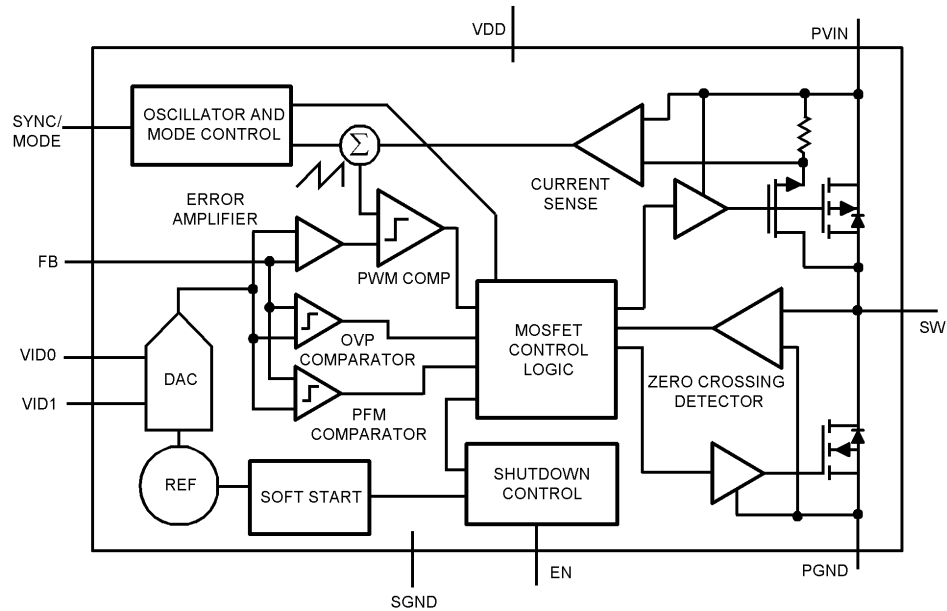 VDD
PVIN
OSCILLATOR AND
MODE CONTROL
SYNC/
MODE
Σ
CURRENT
SENSE
ERROR
AMPLIFIER
FB
PWM COMP
MOSFET
CONTROL
LOGIC
SW
OVP
COMPARATOR
VID0
DAC
ZERO CROSSING
DETECTOR
VID1
PFM
COMPARATOR
REF
SOFT START
SHUTDOWN
CONTROL
EN
PGND
SGND